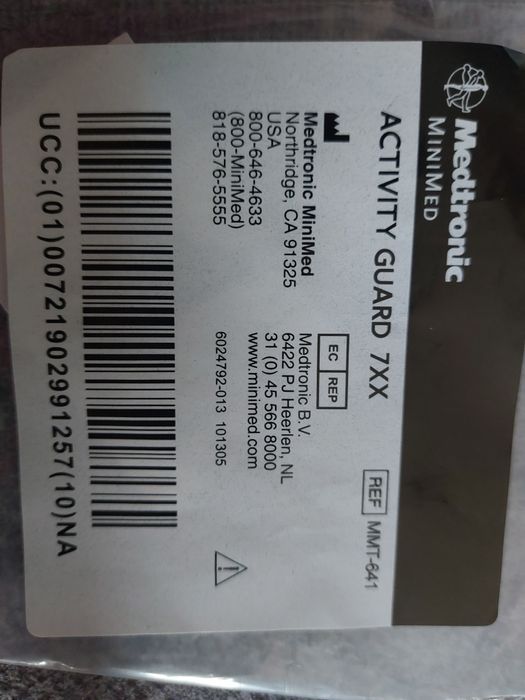 Medtronic
MINIMED
ACTIVITY GUARD 7XX
REF MMT-641
Medtronic MiniMed
Northridge, CA 91325
USA
800-646-4633
(800-MiniMed)
818-576-5555
EC REP
Medtronic B.V.
6422 PJ Heerlen, NL
31 (0) 45 566 8000
www.minimed.com
6024792-013 101305
UCC:(01)00721902991257(10)NA